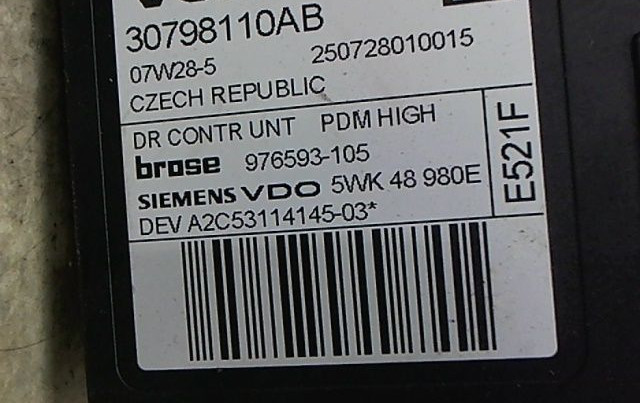 30798110AB
07W28-5 250728010015
CZECH REPUBLIC
DR CONTR UNT PDM HIGH
brose 976593-105
SIEMENS VDO 5WK 48 980E
DEV A2C53114145-03*
E521F